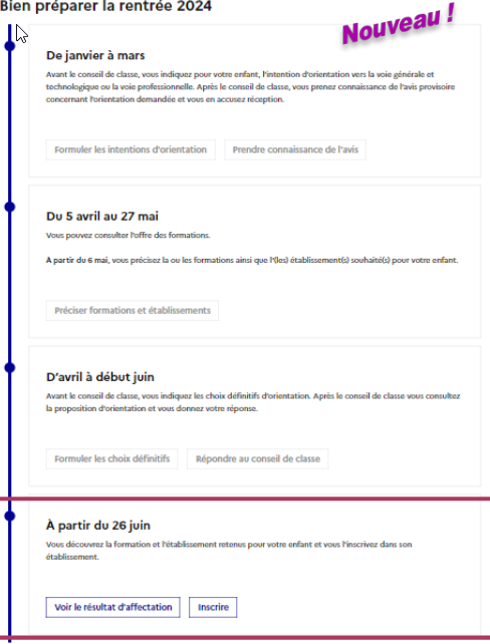 Bien préparer la rentrée 2024
Nouveau !
De janvier à mars
Avant le conseil de classe, vous indiquez pour votre enfant, l'intention d'orientation vers la voie générale et
technologique ou la voie professionnelle. Après le conseil de classe, vous prenez connaissance de l'avis provisoire
concernant l'orientation demandée et vous en accusez réception.
Formuler les intentions d'orientation
Prendre connaissance de l'avis
Du 5 avril au 27 mai
Vous pouvez consulter l'offre des formations.
A partir du 6 mai, vous précisez la ou les formations ainsi que l'(les) établissement(s) souhaité(s) pour votre enfant.
Préciser formations et établissements
D'avril à début juin
Avant le conseil de classe, vous indiquez les choix définitifs d'orientation. Après le conseil de classe vous consultez
la proposition d'orientation et vous donnez votre réponse.
Formuler les choix définitifs
Répondre au conseil de classe
À partir du 26 juin
Vous découvrez la formation et l'établissement retenus pour votre enfant et vous l'inscrivez dans son
établissement.
Voir le résultat d'affectation
Inscrire